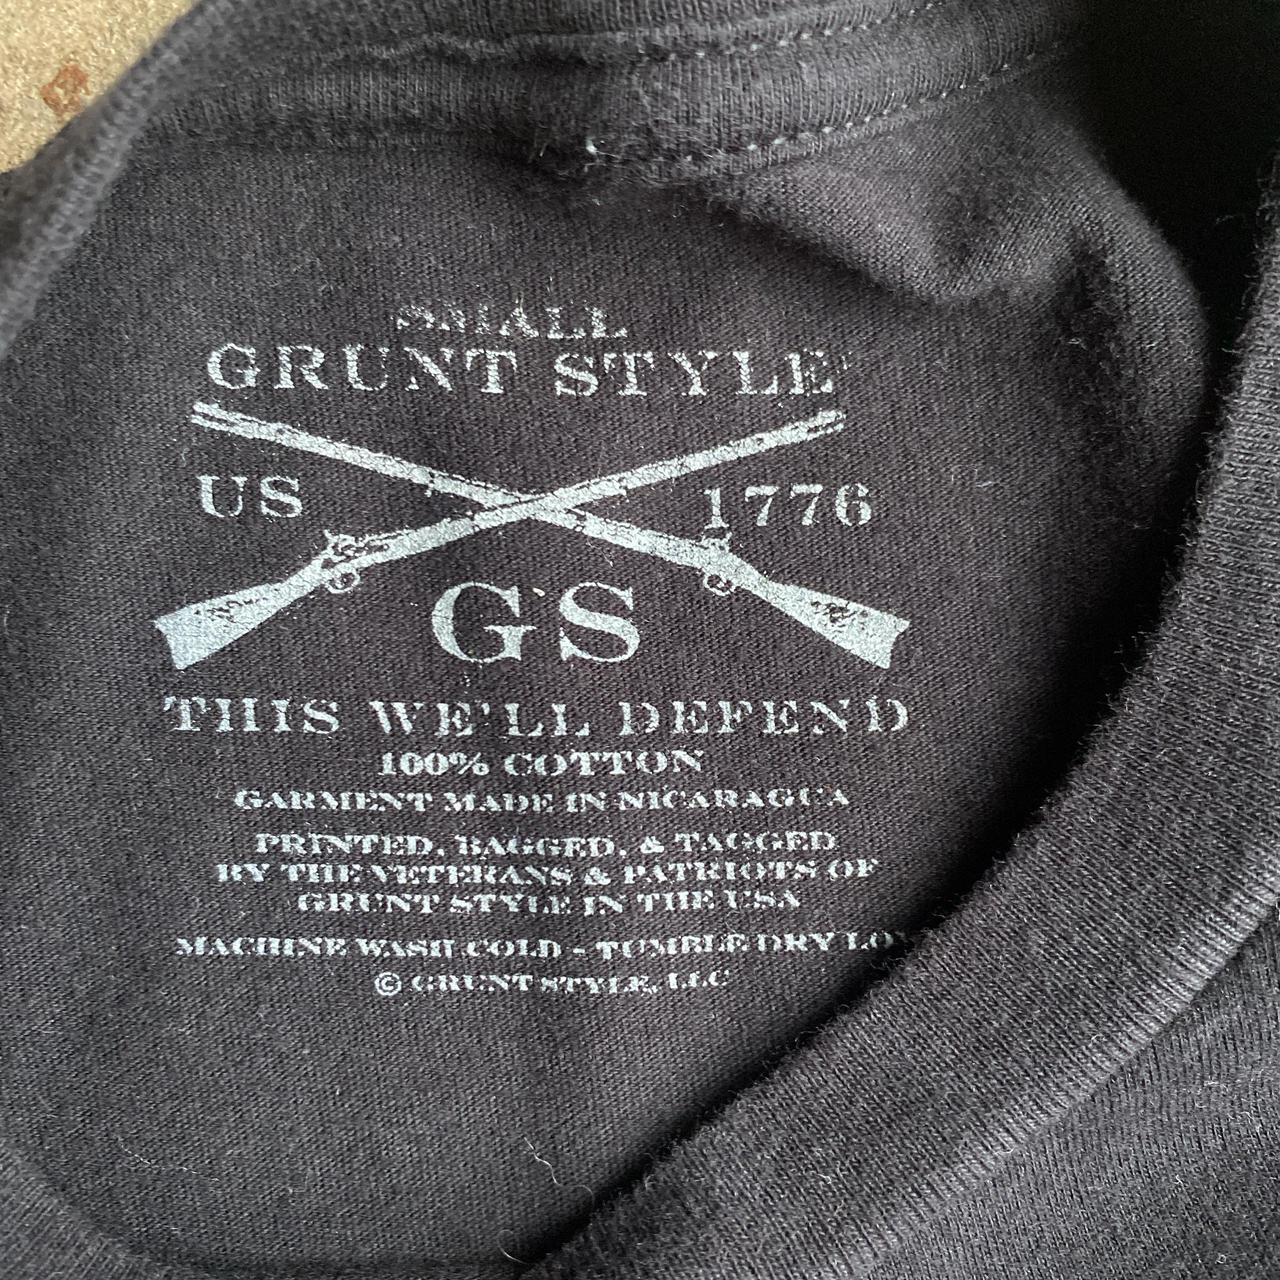 SMALL
GRUNT STYLE
US 1776
GS
THIS WE'LL DEFEND
100% COTTON
GARMENT MADE IN NICARAGUA
PRINTED, BAGGED, & TAGGED
BY THE VETERANS & PATRIOTS OF
GRUNT STYLE IN THE USA
MACHINE WASH COLD - TUMBLE DRY LOW
© GRUNT STYLE, LLC